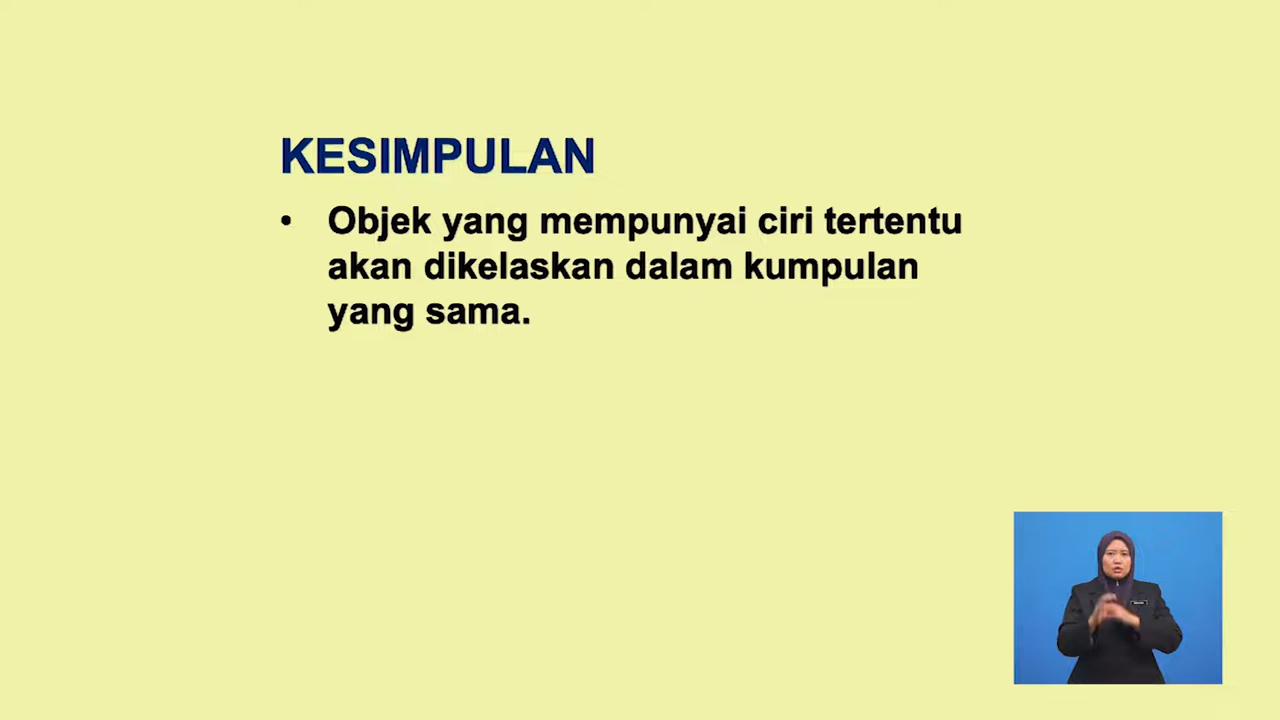 KESIMPULAN
• Objek yang mempunyai ciri tertentu
akan dikelaskan dalam kumpulan
yang sama.